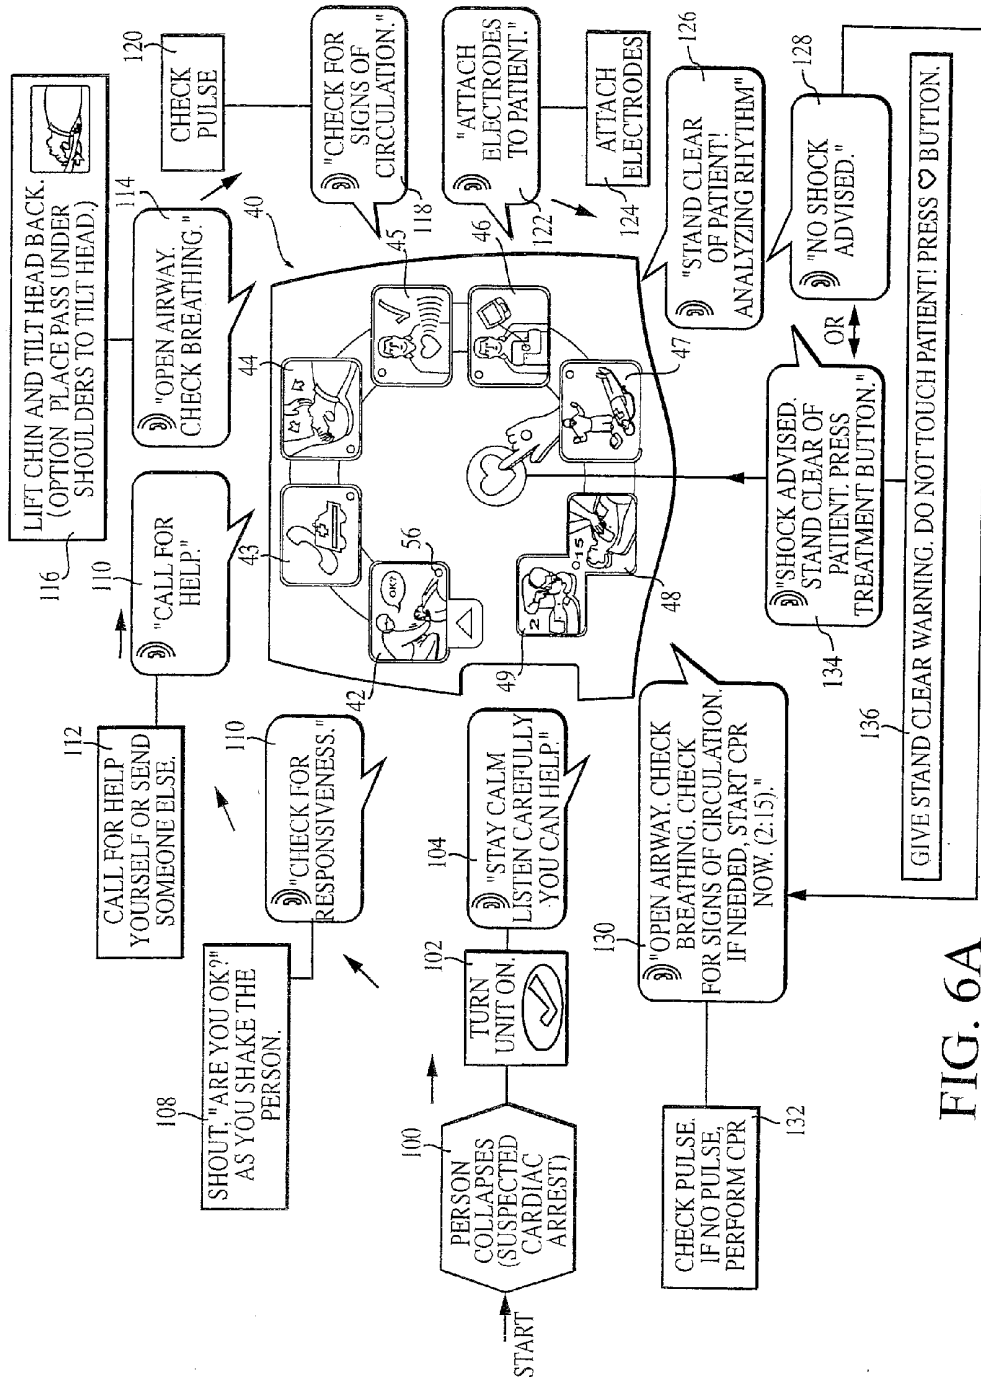 START
100
PERSON
COLLAPSES
(SUSPECTED
CARDIAC
ARREST)
102
TURN
UNIT ON.
104
"STAY CALM
LISTEN CAREFULLY
YOU CAN HELP."
108
SHOUT, "ARE YOU OK?"
AS YOU SHAKE THE
PERSON.
110
"CHECK FOR
RESPONSIVENESS."
112
CALL FOR HELP
YOURSELF OR SEND
SOMEONE ELSE.
110
"CALL FOR
HELP."
116
LIFT CHIN AND TILT HEAD BACK.
(OPTION PLACE PASS UNDER
SHOULDERS TO TILT HEAD.)
114
"OPEN AIRWAY.
CHECK BREATHING."
120
CHECK
PULSE
118
"CHECK FOR
SIGNS OF
CIRCULATION."
122
"ATTACH
ELECTRODES
TO PATIENT."
124
ATTACH
ELECTRODES
126
"STAND CLEAR
OF PATIENT!
ANALYZING RHYTHM"
128
"NO SHOCK
ADVISED."
OR
134
"SHOCK ADVISED.
STAND CLEAR OF
PATIENT. PRESS
TREATMENT BUTTON."
136
GIVE STAND CLEAR WARNING. DO NOT TOUCH PATIENT! PRESS ♡ BUTTON.
130
"OPEN AIRWAY. CHECK
BREATHING. CHECK
FOR SIGNS OF CIRCULATION.
IF NEEDED, START CPR
NOW. (2:15)."
132
CHECK PULSE.
IF NO PULSE,
PERFORM CPR
40
42
OK?
56
43
44
45
46
47
48
15
49
2
FIG. 6A